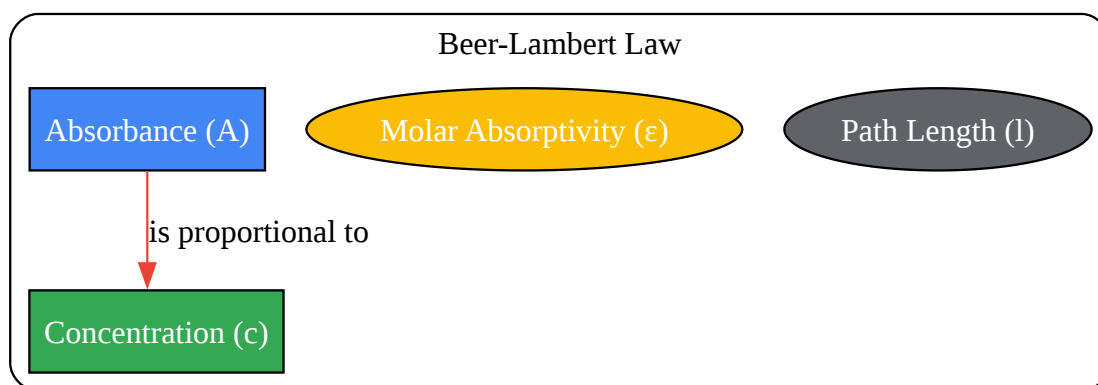 Beer-Lambert Law
Absorbance (A)
Molar Absorptivity (ε)
Path Length (l)
is proportional to
Concentration (c)